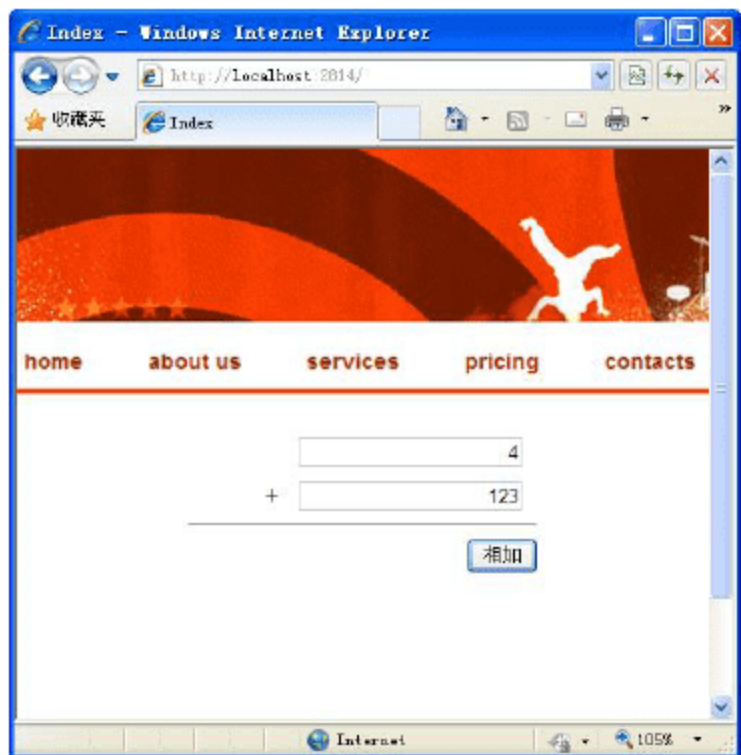 Index - Windows Internet Explorer
http://localhost:2814/
收藏夹
Index
»
home about us services pricing contacts
4
+ 123
相加
Internet
105%